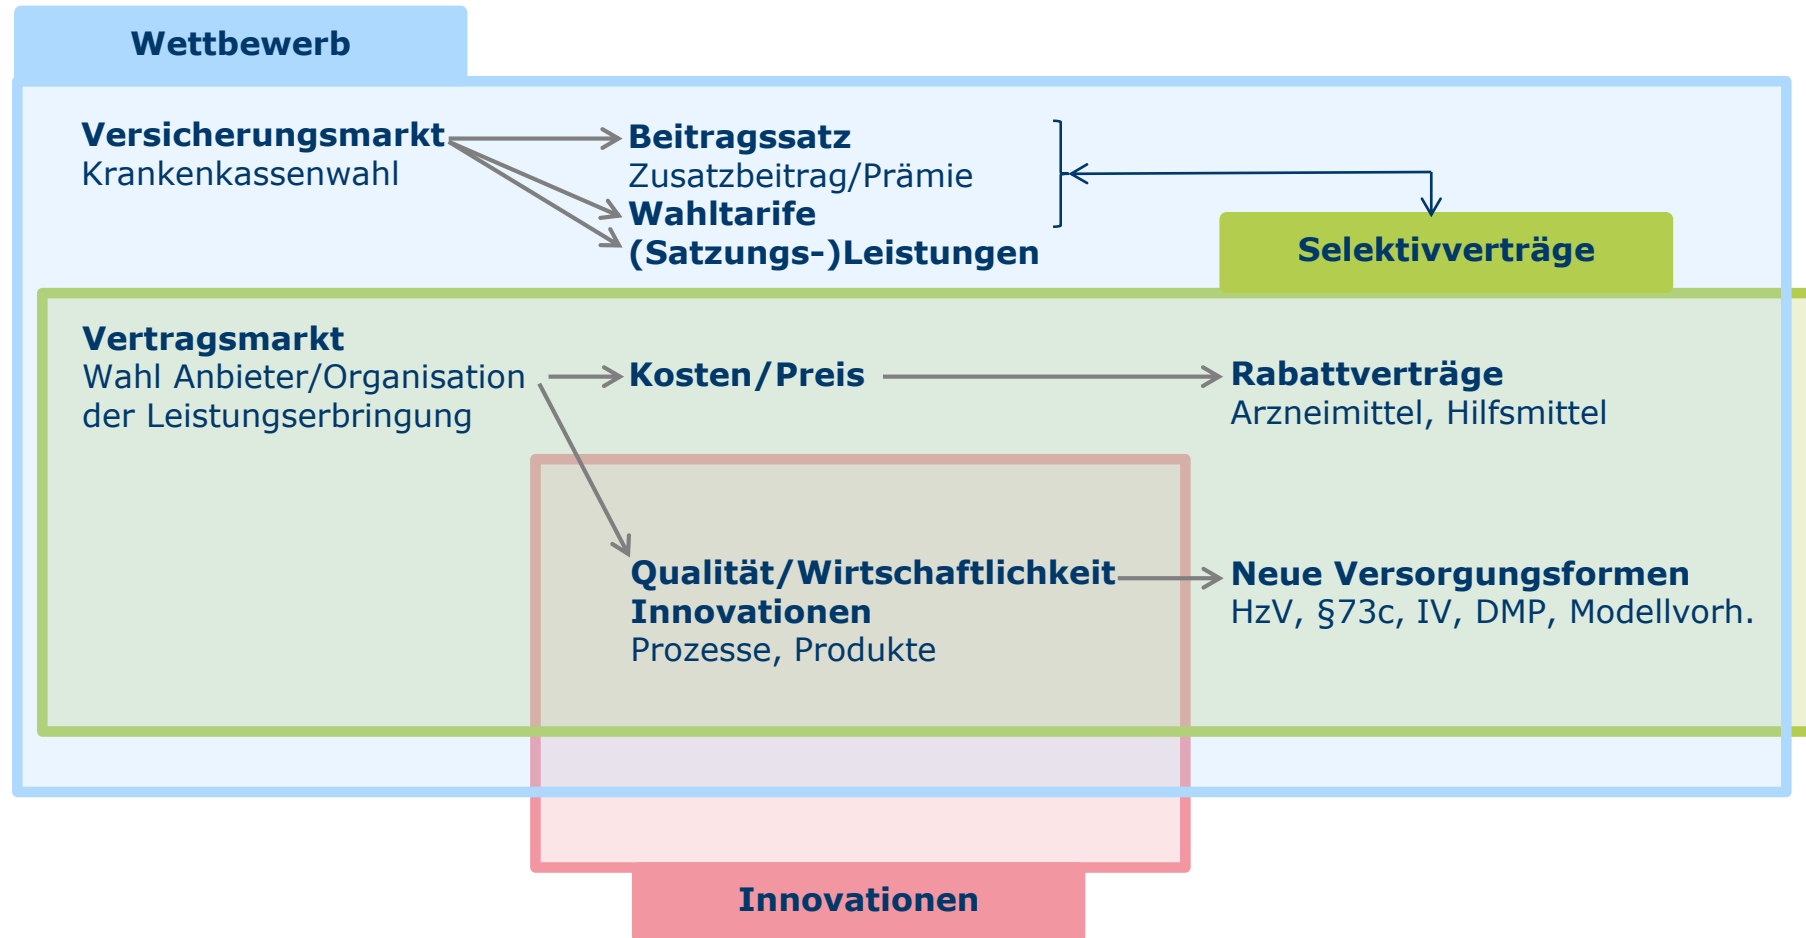 Wettbewerb
Versicherungsmarkt
Krankenkassenwahl
Beitragssatz
Zusatzbeitrag/Prämie
Wahltarife
(Satzungs-)Leistungen
Selektivverträge
Vertragsmarkt
Wahl Anbieter/Organisation
der Leistungserbringung
Kosten/Preis
Rabattverträge
Arzneimittel, Hilfsmittel
Qualität/Wirtschaftlichkeit
Innovationen
Prozesse, Produkte
Neue Versorgungsformen
HzV, §73c, IV, DMP, Modellvorh.
Innovationen